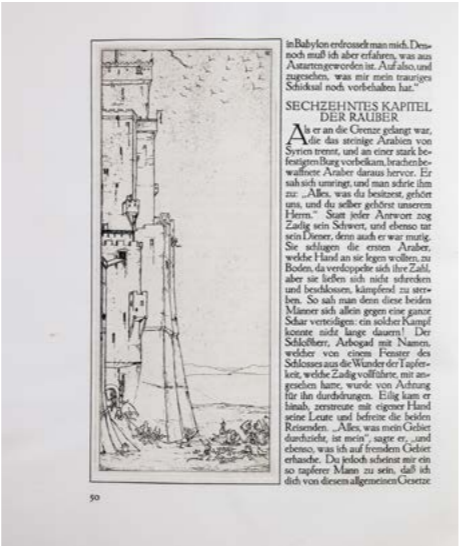 in Babylon erdrosselt man mich. Den=
noch muß ich aber erfahren, was aus
Astarten geworden ist. Auf also, und
zugesehen, was mir mein trauriges
Schicksal noch vorbehalten hat."
SECHZEHNTES KAPITEL
DER RÄUBER
Als er an die Grenze gelangt war,
die das steinige Arabien von
Syrien trennt, und an einer stark be=
festigten Burg vorbeikam, brachen be=
waffnete Araber daraus hervor. Er
sah sich umringt, und man schrie ihm
zu: „Alles, was du besitzest, gehört
uns, und du selber gehörst unserem
Herrn." Statt jeder Antwort zog
Zadig sein Schwert, und ebenso tat
sein Diener, denn auch er war mutig.
Sie schlugen die ersten Araber,
welche Hand an sie legen wollten, zu
Boden, da verdoppelte sich ihre Zahl,
aber sie ließen sich nicht schrecken
und beschlossen, kämpfend zu ster=
ben. So sah man denn diese beiden
Männer sich allein gegen eine ganze
Schar verteidigen: ein solcher Kampf
konnte nicht lange dauern! Der
Schloßherr, Arbogad mit Namen,
welcher von einem Fenster des
Schlosses aus die Wunder der Tapfer=
keit, welche Zadig vollführte, mit an=
gesehen hatte, wurde von Achtung
für ihn durchdrungen. Eilig kam er
hinab, zerstreute mit eigener Hand
seine Leute und befreite die beiden
Reisenden. „Alles, was mein Gebiet
durchzieht, ist mein", sagte er, „und
ebenso, was ich auf fremdem Gebiet
erhasche. Du jedoch scheinst mir ein
so tapferer Mann zu sein, daß ich
dich von diesem allgemeinen Gesetze
50